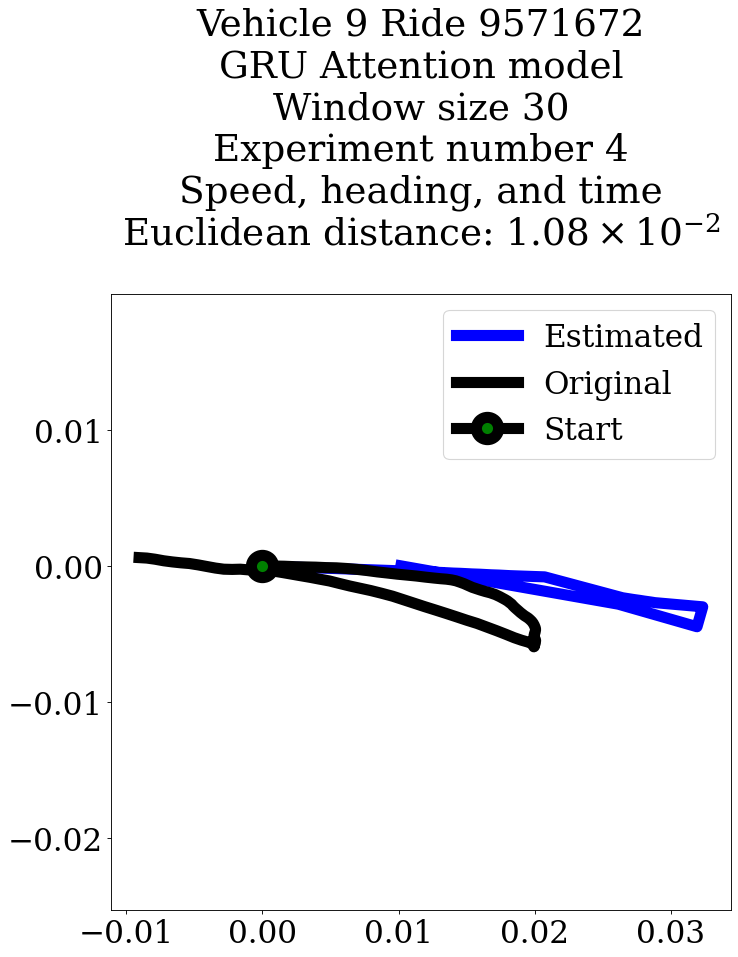 Vehicle 9 Ride 9571672
GRU Attention model
Window size 30
Experiment number 4
Speed, heading, and time
Euclidean distance: 1.08 × 10⁻²
Estimated
Original
Start
0.01
0.00
−0.01
−0.02
−0.01 0.00 0.01 0.02 0.03